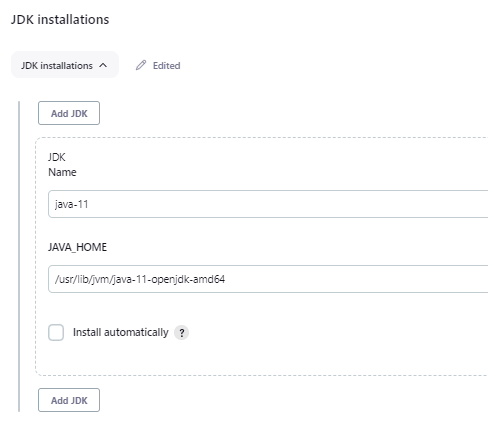 JDK installations
JDK installations
Edited
Add JDK
JDK
Name
java-11
JAVA_HOME
/usr/lib/jvm/java-11-openjdk-amd64
Install automatically ?
Add JDK